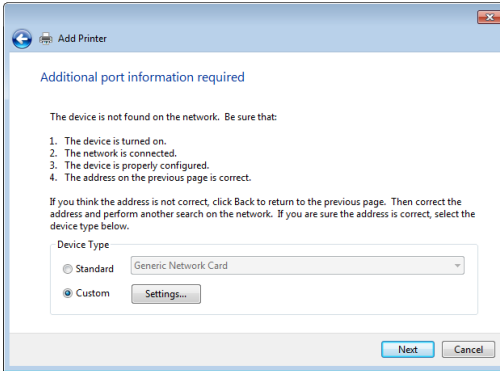 Add Printer
Additional port information required
The device is not found on the network.  Be sure that:
1.  The device is turned on.
2.  The network is connected.
3.  The device is properly configured.
4.  The address on the previous page is correct.
If you think the address is not correct, click Back to return to the previous page.  Then correct the
address and perform another search on the network.  If you are sure the address is correct, select the
device type below.
Device Type
Standard
Generic Network Card
Custom
Settings...
Next
Cancel